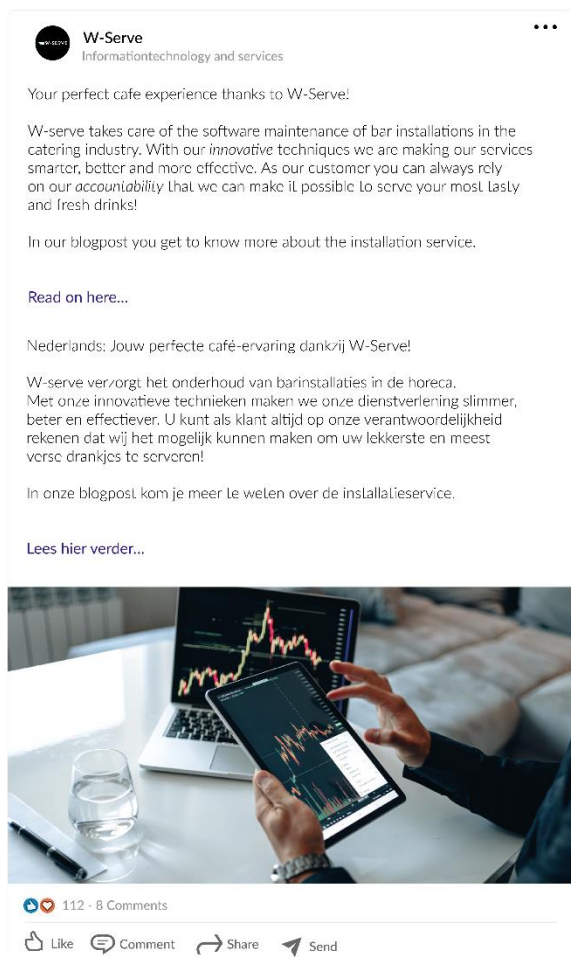 W-SERVE
W-Serve
Informationtechnology and services
Your perfect cafe experience thanks to W-Serve!
W-serve takes care of the software maintenance of bar installations in the
catering industry. With our innovative techniques we are making our services
smarter, better and more effective. As our customer you can always rely
on our accountability that we can make it possible to serve your most tasty
and fresh drinks!
In our blogpost you get to know more about the installation service.
Read on here...
Nederlands: Jouw perfecte café-ervaring dankzij W-Serve!
W-serve verzorgt het onderhoud van barinstallaties in de horeca.
Met onze innovatieve technieken maken we onze dienstverlening slimmer,
beter en effectiever. U kunt als klant altijd op onze verantwoordelijkheid
rekenen dat wij het mogelijk kunnen maken om uw lekkerste en meest
verse drankjes te serveren!
In onze blogpost kom je meer te weten over de installatieservice.
Lees hier verder...
112 - 8 Comments
Like Comment Share Send